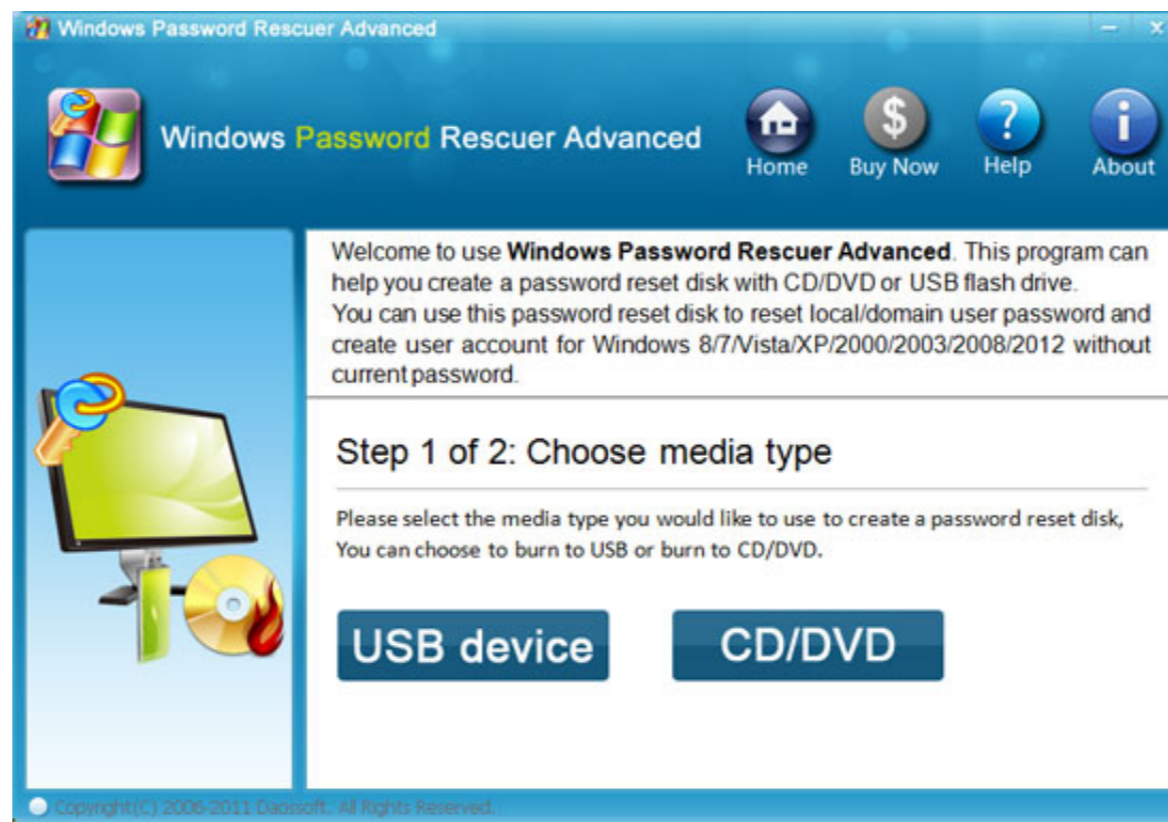 Windows Password Rescuer Advanced
Windows Password Rescuer Advanced
Home
Buy Now
Help
About
Welcome to use Windows Password Rescuer Advanced. This program can
help you create a password reset disk with CD/DVD or USB flash drive.
You can use this password reset disk to reset local/domain user password and
create user account for Windows 8/7/Vista/XP/2000/2003/2008/2012 without
current password.
Step 1 of 2: Choose media type
Please select the media type you would like to use to create a password reset disk,
You can choose to burn to USB or burn to CD/DVD.
USB device
CD/DVD
Copyright(C) 2006-2011 Daossoft. All Rights Reserved.